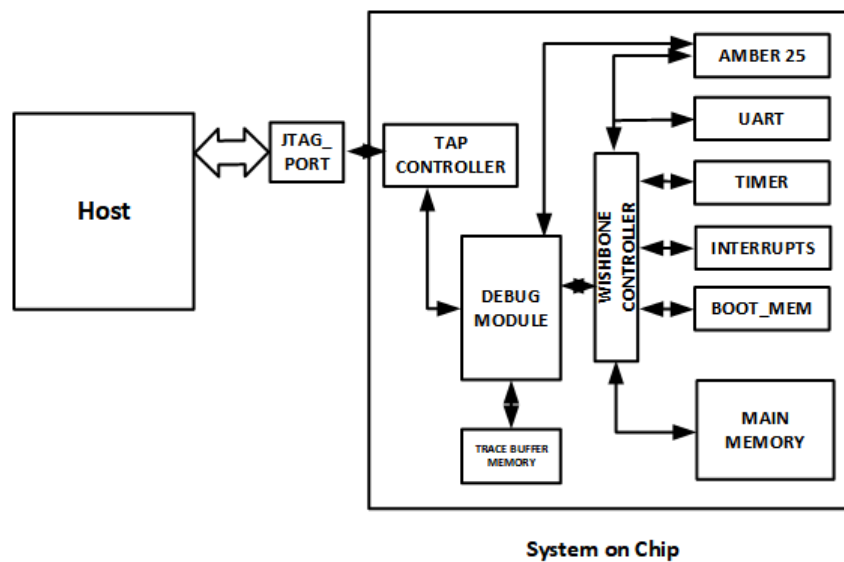 Host
JTAG_
PORT
TAP
CONTROLLER
DEBUG
MODULE
TRACE BUFFER
MEMORY
WISHBONE
CONTROLLER
AMBER 25
UART
TIMER
INTERRUPTS
BOOT_MEM
MAIN
MEMORY
System on Chip